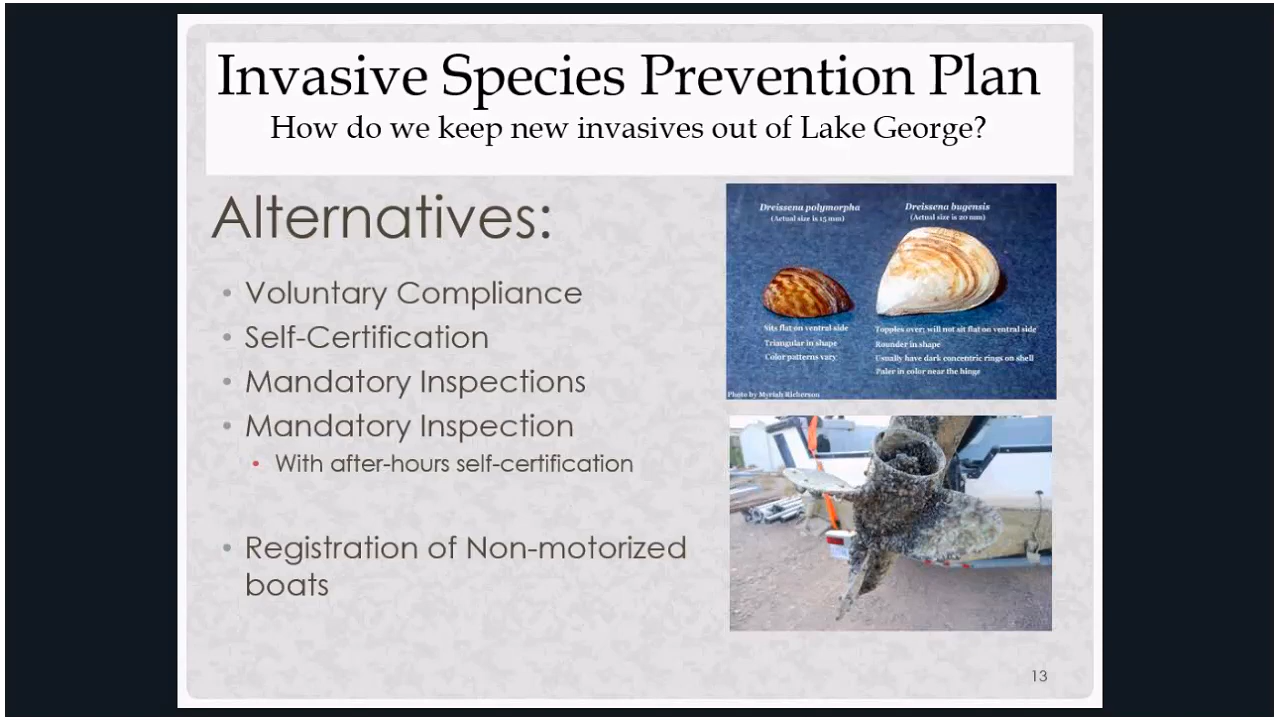 Invasive Species Prevention Plan
How do we keep new invasives out of Lake George?
Alternatives:
• Voluntary Compliance
• Self-Certification
• Mandatory Inspections
• Mandatory Inspection
• With after-hours self-certification
• Registration of Non-motorized
boats
Dreissena polymorpha
(Actual size is 15 mm)
Sits flat on ventral side
Triangular in shape
Color patterns vary
Dreissena bugensis
(Actual size is 20 mm)
Topples over; will not sit flat on ventral side
Rounder in shape
Usually have dark concentric rings on shell
Paler in color near the hinge
Photo by Myriah Richerson
13